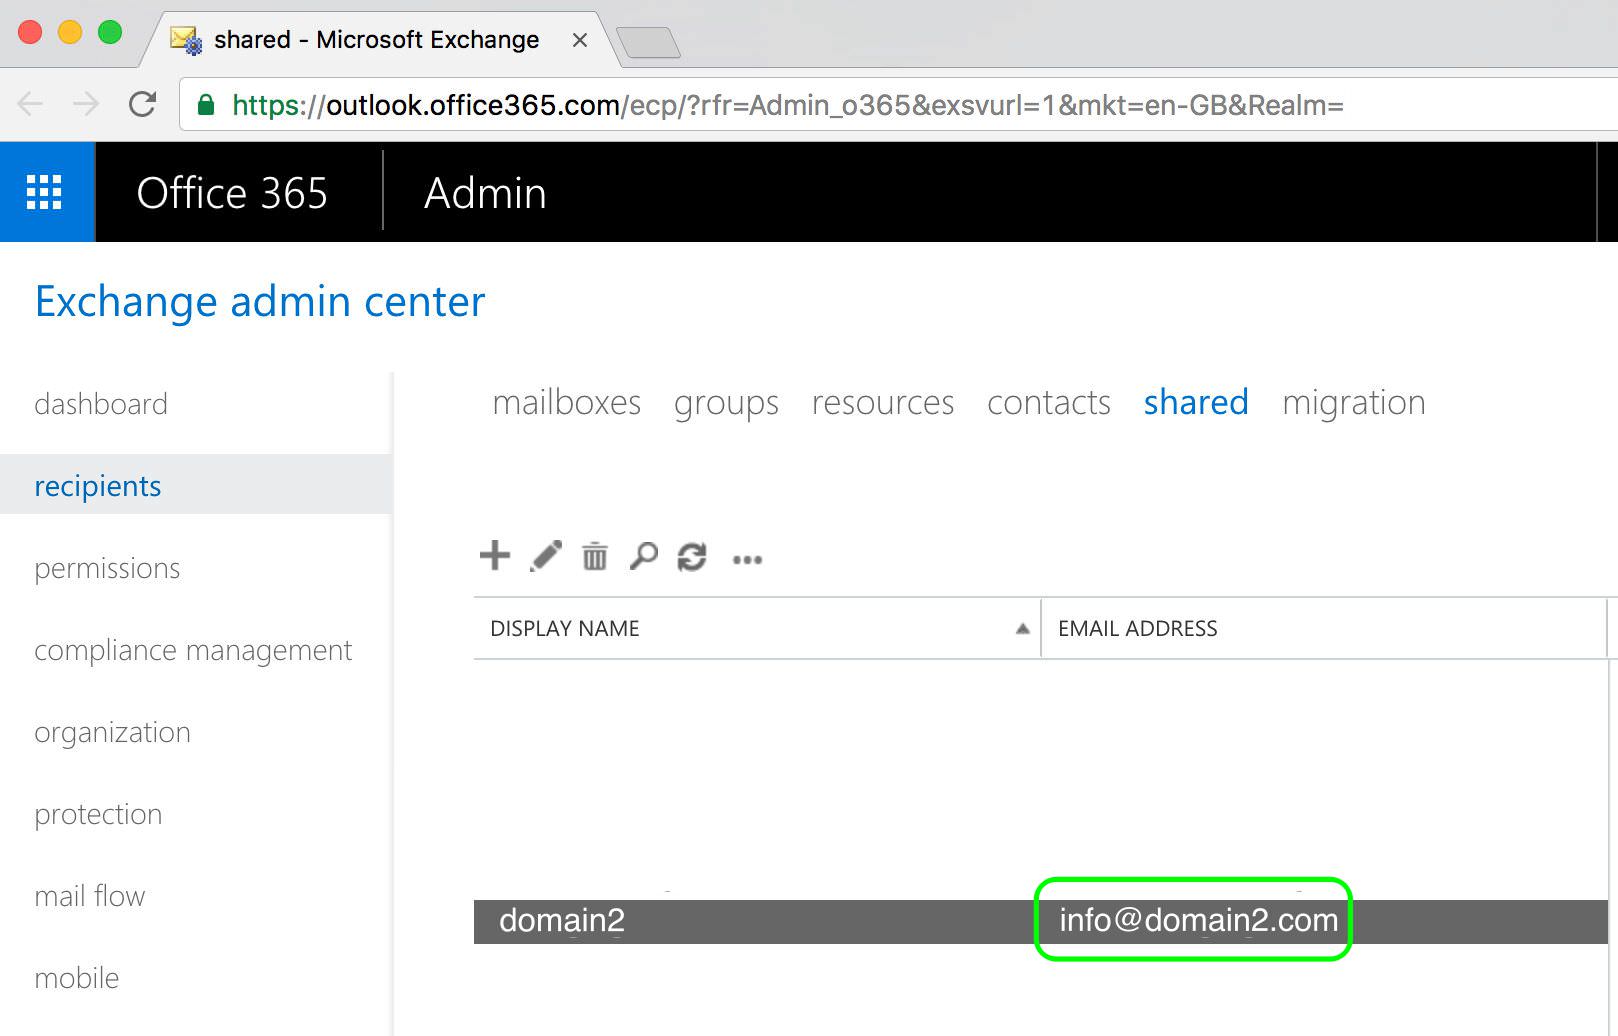 shared - Microsoft Exchange
https://outlook.office365.com/ecp/?rfr=Admin_o365&exsvurl=1&mkt=en-GB&Realm=
Office 365 Admin
Exchange admin center
dashboard
recipients
permissions
compliance management
organization
protection
mail flow
mobile
mailboxes groups resources contacts shared migration
DISPLAY NAME EMAIL ADDRESS
domain2 info@domain2.com